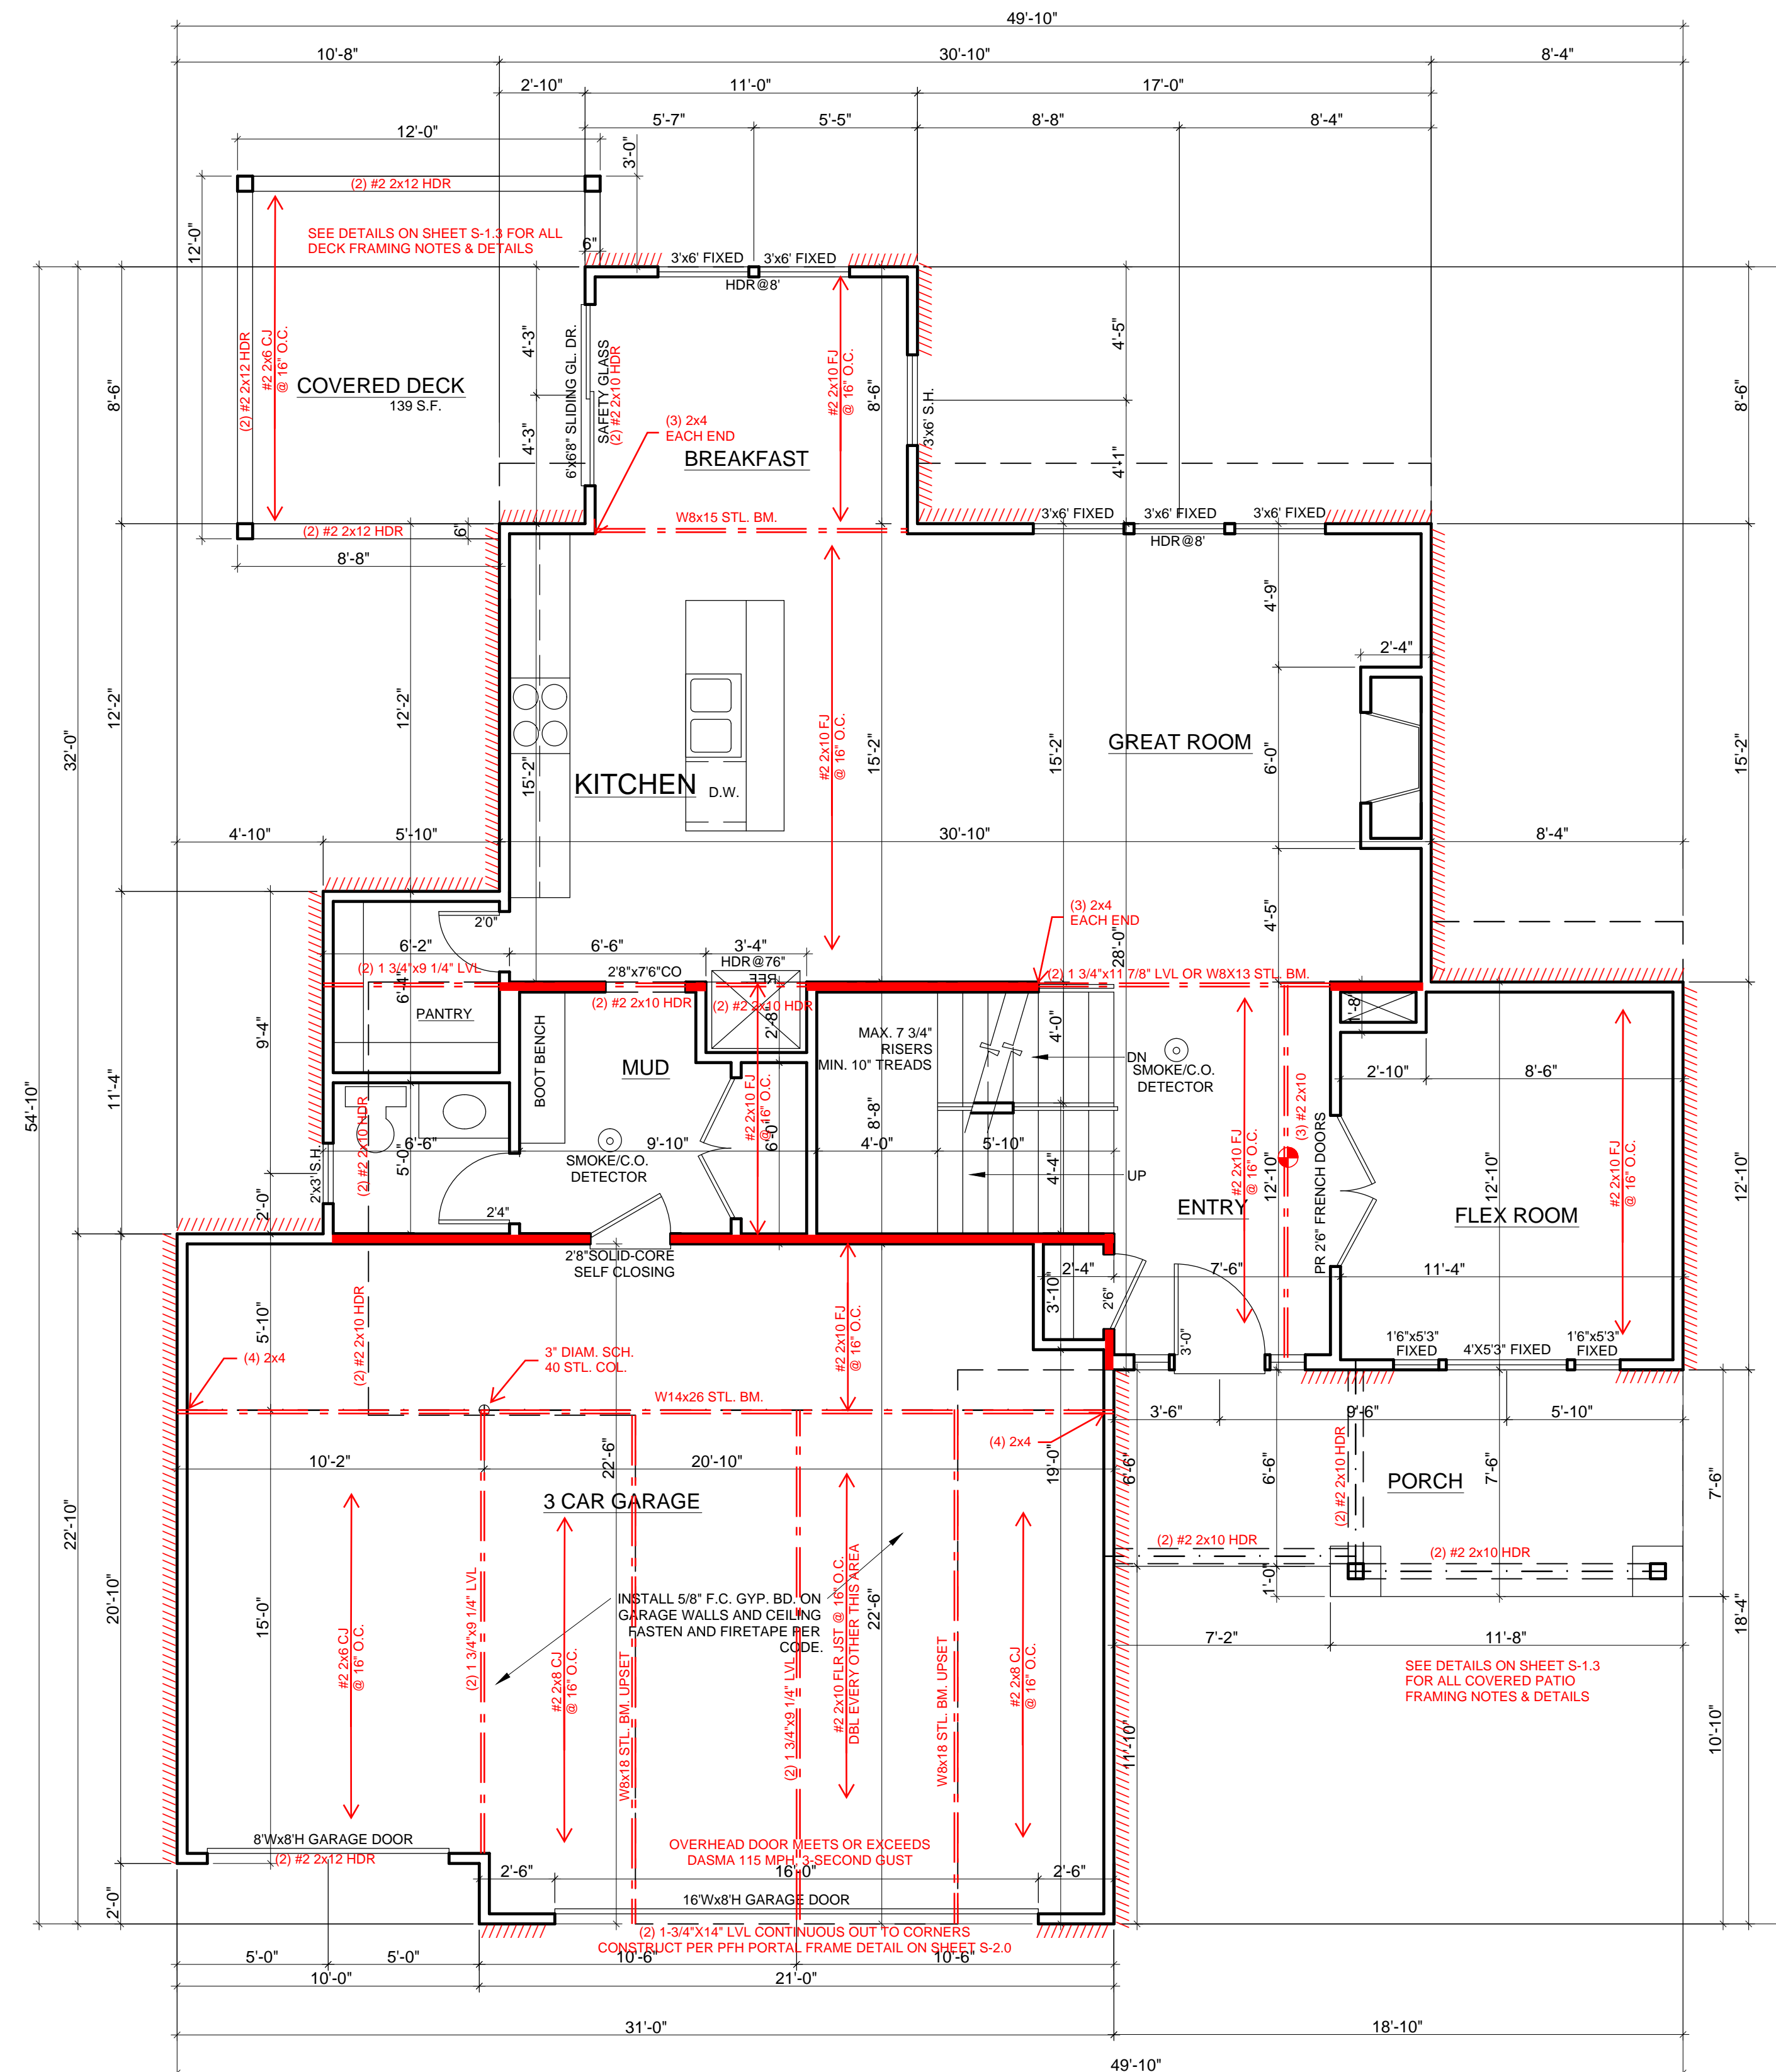 49'-10"
10'-8"
30'-10"
8'-4"
2'-10"
11'-0"
17'-0"
5'-7"
5'-5"
8'-8"
8'-4"
12'-0"
3'-0"
(2) #2 2x12 HDR
SEE DETAILS ON SHEET S-1.3 FOR ALL
DECK FRAMING NOTES & DETAILS
6"
12'-0"
3'x6' FIXED
3'x6' FIXED
HDR@8'
(2) #2 2x12 HDR
#2 2x6 CJ
@ 16" O.C.
COVERED DECK
139 S.F.
8'-6"
4'-3"
4'-3"
6'x6'8" SLIDING GL. DR.
SAFETY GLASS
(2) #2 2x10 HDR
(3) 2x4
EACH END
BREAKFAST
#2 2x10 FJ
@ 16" O.C.
8'-6"
3'x6' S.H.
4'-5"
4'-1"
8'-6"
W8x15 STL. BM.
3'x6' FIXED
3'x6' FIXED
3'x6' FIXED
HDR@8'
(2) #2 2x12 HDR
6"
8'-8"
4'-9"
2'-4"
32'-0"
12'-2"
12'-2"
15'-2"
KITCHEN
D.W.
#2 2x10 FJ
@ 16" O.C.
15'-2"
15'-2"
GREAT ROOM
6'-0"
15'-2"
4'-10"
5'-10"
30'-10"
8'-4"
2'0"
(3) 2x4
EACH END
4'-5"
28'-0"
6'-2"
6'-6"
3'-4"
HDR@76"
REF.
(2) 1 3/4"x9 1/4" LVL
2'8"x7'6"CO
(2) 1 3/4"x11 7/8" LVL OR W8X13 STL. BM.
6'-4"
(2) #2 2x10 HDR
(2) #2 2x10 HDR
PANTRY
BOOT BENCH
MUD
2'-8"
MAX. 7 3/4"
RISERS
MIN. 10" TREADS
4'-0"
DN
SMOKE/C.O.
DETECTOR
1'-8"
2'-10"
8'-6"
54'-10"
9'-4"
11'-4"
(2) #2 2x10 HDR
6'-6"
5'-0"
2'x3' S.H.
2'-0"
2'4"
9'-10"
SMOKE/C.O.
DETECTOR
#2 2x10 FJ
@ 16" O.C.
6'-0"
8'-8"
4'-0"
5'-10"
4'-4"
UP
ENTRY
#2 2x10 FJ
@ 16" O.C.
12'-10"
(3) #2 2x10
PR 2'6" FRENCH DOORS
FLEX ROOM
12'-10"
#2 2x10 FJ
@ 16" O.C.
12'-10"
2'8"SOLID-CORE
SELF CLOSING
2'-4"
3'-10"
2'6"
7'-6"
3'-0"
11'-4"
1'6"x5'3"
FIXED
4'X5'3" FIXED
1'6"x5'3"
FIXED
5'-10"
(4) 2x4
(2) #2 2x10 HDR
3" DIAM. SCH.
40 STL. COL.
#2 2x10 FJ
@ 16" O.C.
W14x26 STL. BM.
(4) 2x4
3'-6"
9'-6"
5'-10"
10'-2"
22'-6"
20'-10"
19'-0"
6'-6"
6'-6"
(2) #2 2x10 HDR
PORCH
7'-6"
7'-6"
3 CAR GARAGE
22'-10"
20'-10"
15'-0"
#2 2x6 CJ
@ 16" O.C.
(2) 1 3/4"x9 1/4" LVL
#2 2x8 CJ
@ 16" O.C.
INSTALL 5/8" F.C. GYP. BD. ON
GARAGE WALLS AND CEILING
FASTEN AND FIRETAPE PER
CODE.
W8x18 STL. BM. UPSET
(2) 1 3/4"x9 1/4" LVL
#2 2x10 FLR JST @ 16" O.C.
DBL EVERY OTHER THIS AREA
22'-6"
W8x18 STL. BM. UPSET
#2 2x8 CJ
@ 16" O.C.
(2) #2 2x10 HDR
(2) #2 2x10 HDR
1'-0"
7'-2"
11'-8"
18'-4"
SEE DETAILS ON SHEET S-1.3
FOR ALL COVERED PATIO
FRAMING NOTES & DETAILS
11'-10"
10'-10"
8'Wx8'H GARAGE DOOR
(2) #2 2x12 HDR
OVERHEAD DOOR MEETS OR EXCEEDS
DASMA 115 MPH, 3-SECOND GUST
2'-6"
16'-0"
2'-6"
16'Wx8'H GARAGE DOOR
2'-0"
(2) 1-3/4"X14" LVL CONTINUOUS OUT TO CORNERS
CONSTRUCT PER PFH PORTAL FRAME DETAIL ON SHEET S-2.0
5'-0"
5'-0"
10'-6"
10'-6"
10'-0"
21'-0"
31'-0"
18'-10"
49'-10"